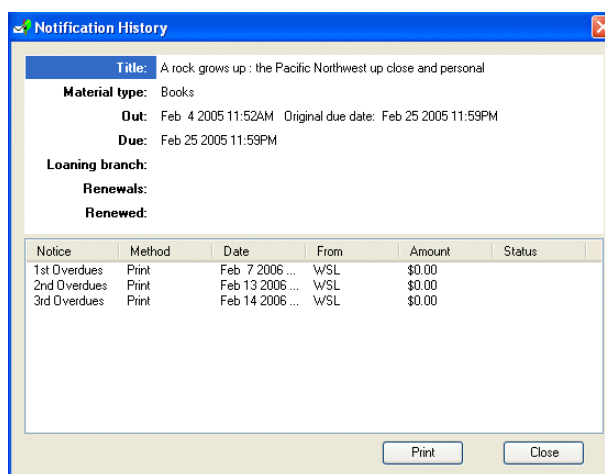 Notification History
Title: A rock grows up : the Pacific Northwest up close and personal
Material type: Books
Out: Feb 4 2005 11:52AM Original due date: Feb 25 2005 11:59PM
Due: Feb 25 2005 11:59PM
Loaning branch:
Renewals:
Renewed:
Notice Method Date From Amount Status
1st Overdues Print Feb 7 2006 ... WSL $0.00
2nd Overdues Print Feb 13 2006 ... WSL $0.00
3rd Overdues Print Feb 14 2006 ... WSL $0.00
Print Close